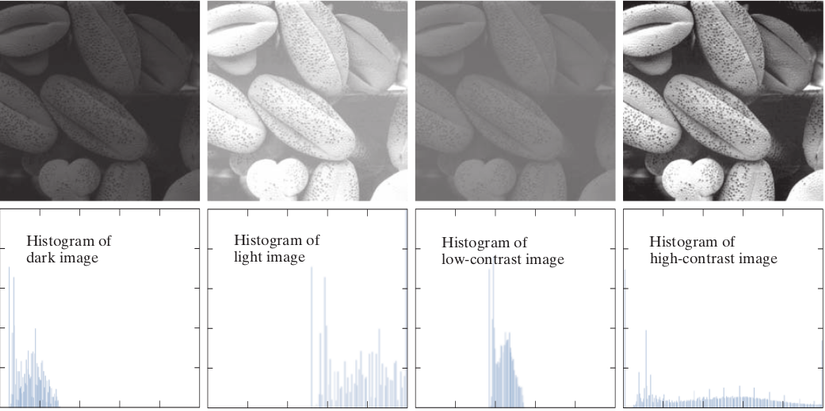 Histogram of
dark image
Histogram of
light image
Histogram of
low-contrast image
Histogram of
high-contrast image